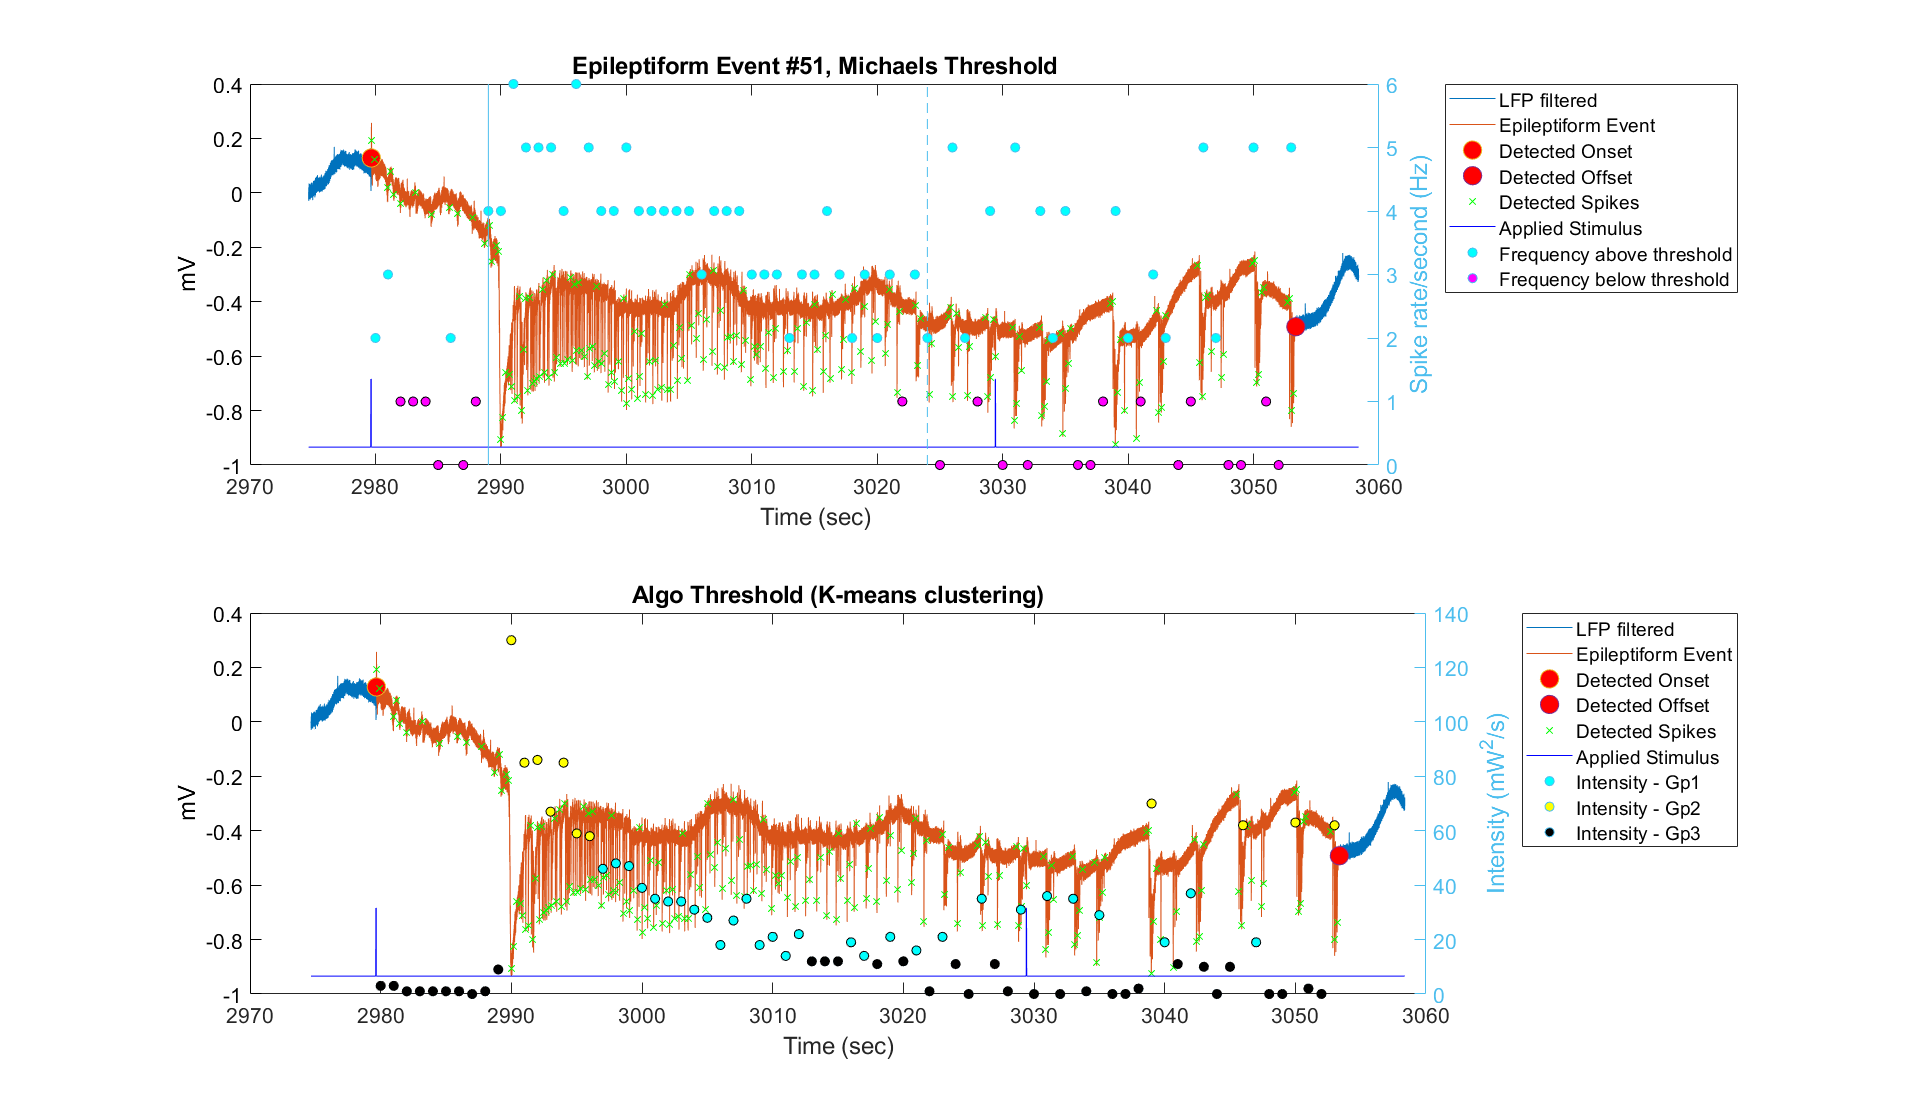 Epileptiform Event #51, Michaels Threshold
0.4
0.2
0
-0.2
-0.4
-0.6
-0.8
-1
mV
2970 2980 2990 3000 3010 3020 3030 3040 3050 3060
Time (sec)
6
5
4
3
2
1
0
Spike rate/second (Hz)
LFP filtered
Epileptiform Event
Detected Onset
Detected Offset
Detected Spikes
Applied Stimulus
Frequency above threshold
Frequency below threshold
Algo Threshold (K-means clustering)
0.4
0.2
0
-0.2
-0.4
-0.6
-0.8
-1
mV
2970 2980 2990 3000 3010 3020 3030 3040 3050 3060
Time (sec)
140
120
100
80
60
40
20
0
Intensity (mW²/s)
LFP filtered
Epileptiform Event
Detected Onset
Detected Offset
Detected Spikes
Applied Stimulus
Intensity - Gp1
Intensity - Gp2
Intensity - Gp3